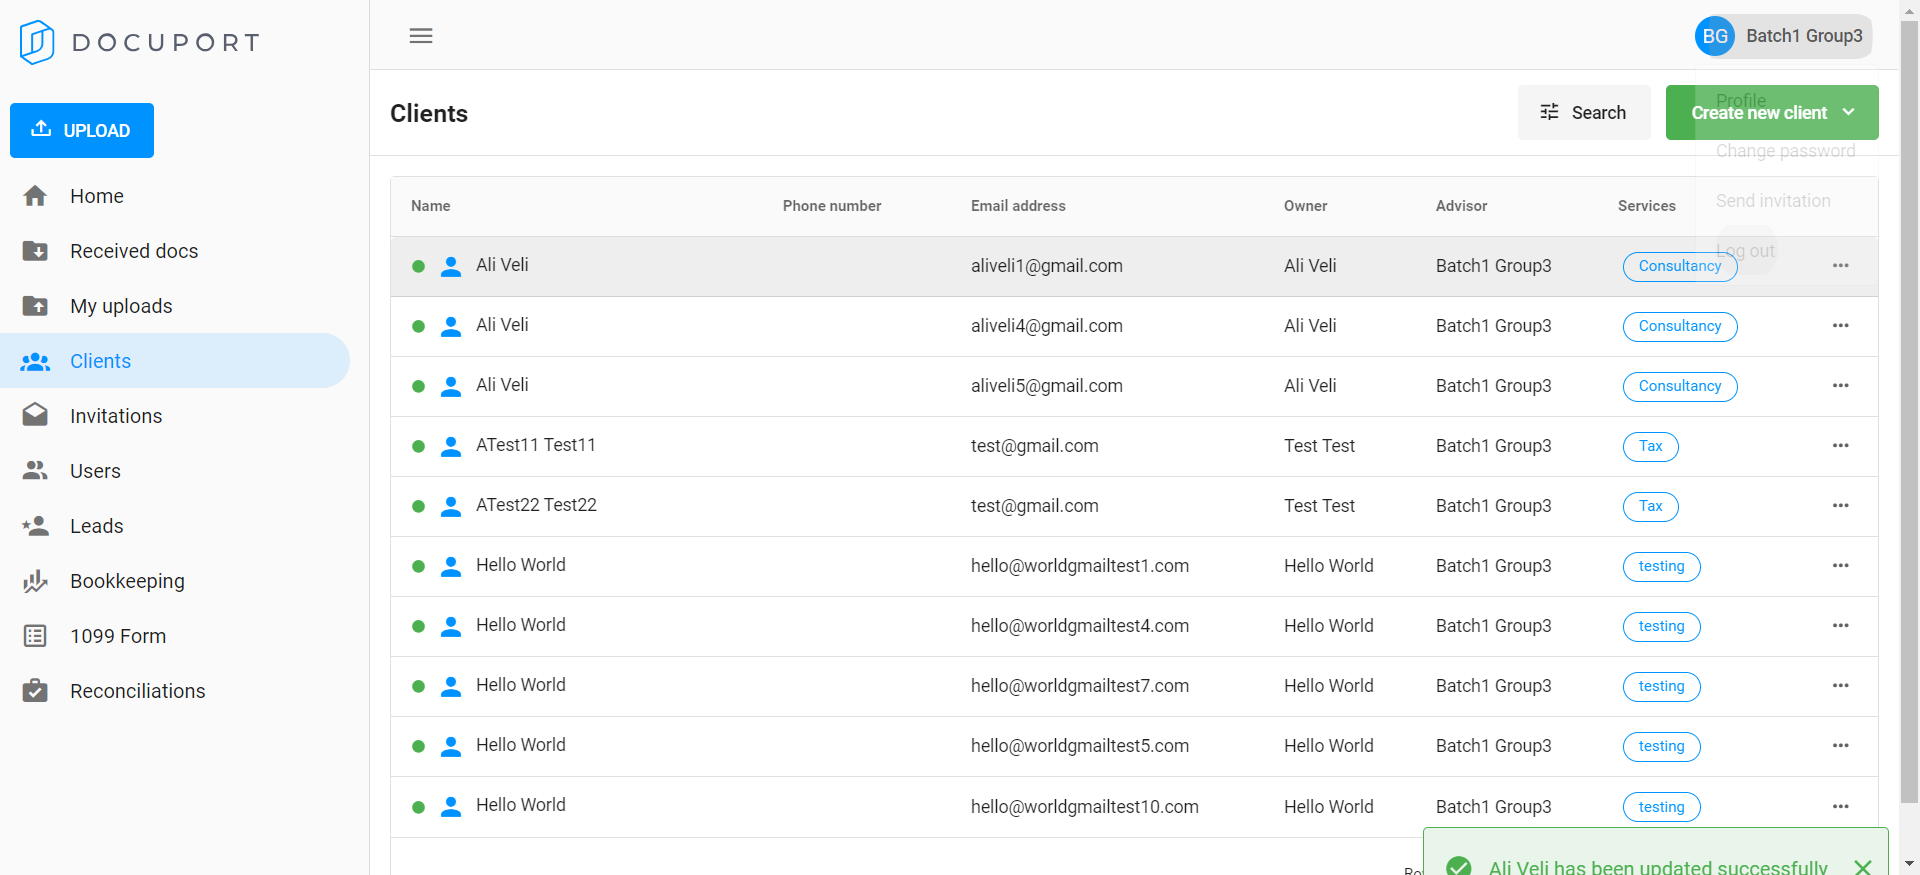 DOCUPORT
BG Batch1 Group3
UPLOAD
Home
Received docs
My uploads
Clients
Invitations
Users
Leads
Bookkeeping
1099 Form
Reconciliations
Clients
Search
Create new client
Profile
Change password
Send invitation
Log out
Name Phone number Email address Owner Advisor Services
Ali Veli aliveli1@gmail.com Ali Veli Batch1 Group3 Consultancy
Ali Veli aliveli4@gmail.com Ali Veli Batch1 Group3 Consultancy
Ali Veli aliveli5@gmail.com Ali Veli Batch1 Group3 Consultancy
ATest11 Test11 test@gmail.com Test Test Batch1 Group3 Tax
ATest22 Test22 test@gmail.com Test Test Batch1 Group3 Tax
Hello World hello@worldgmailtest1.com Hello World Batch1 Group3 testing
Hello World hello@worldgmailtest4.com Hello World Batch1 Group3 testing
Hello World hello@worldgmailtest7.com Hello World Batch1 Group3 testing
Hello World hello@worldgmailtest5.com Hello World Batch1 Group3 testing
Hello World hello@worldgmailtest10.com Hello World Batch1 Group3 testing
Ali Veli has been updated successfully